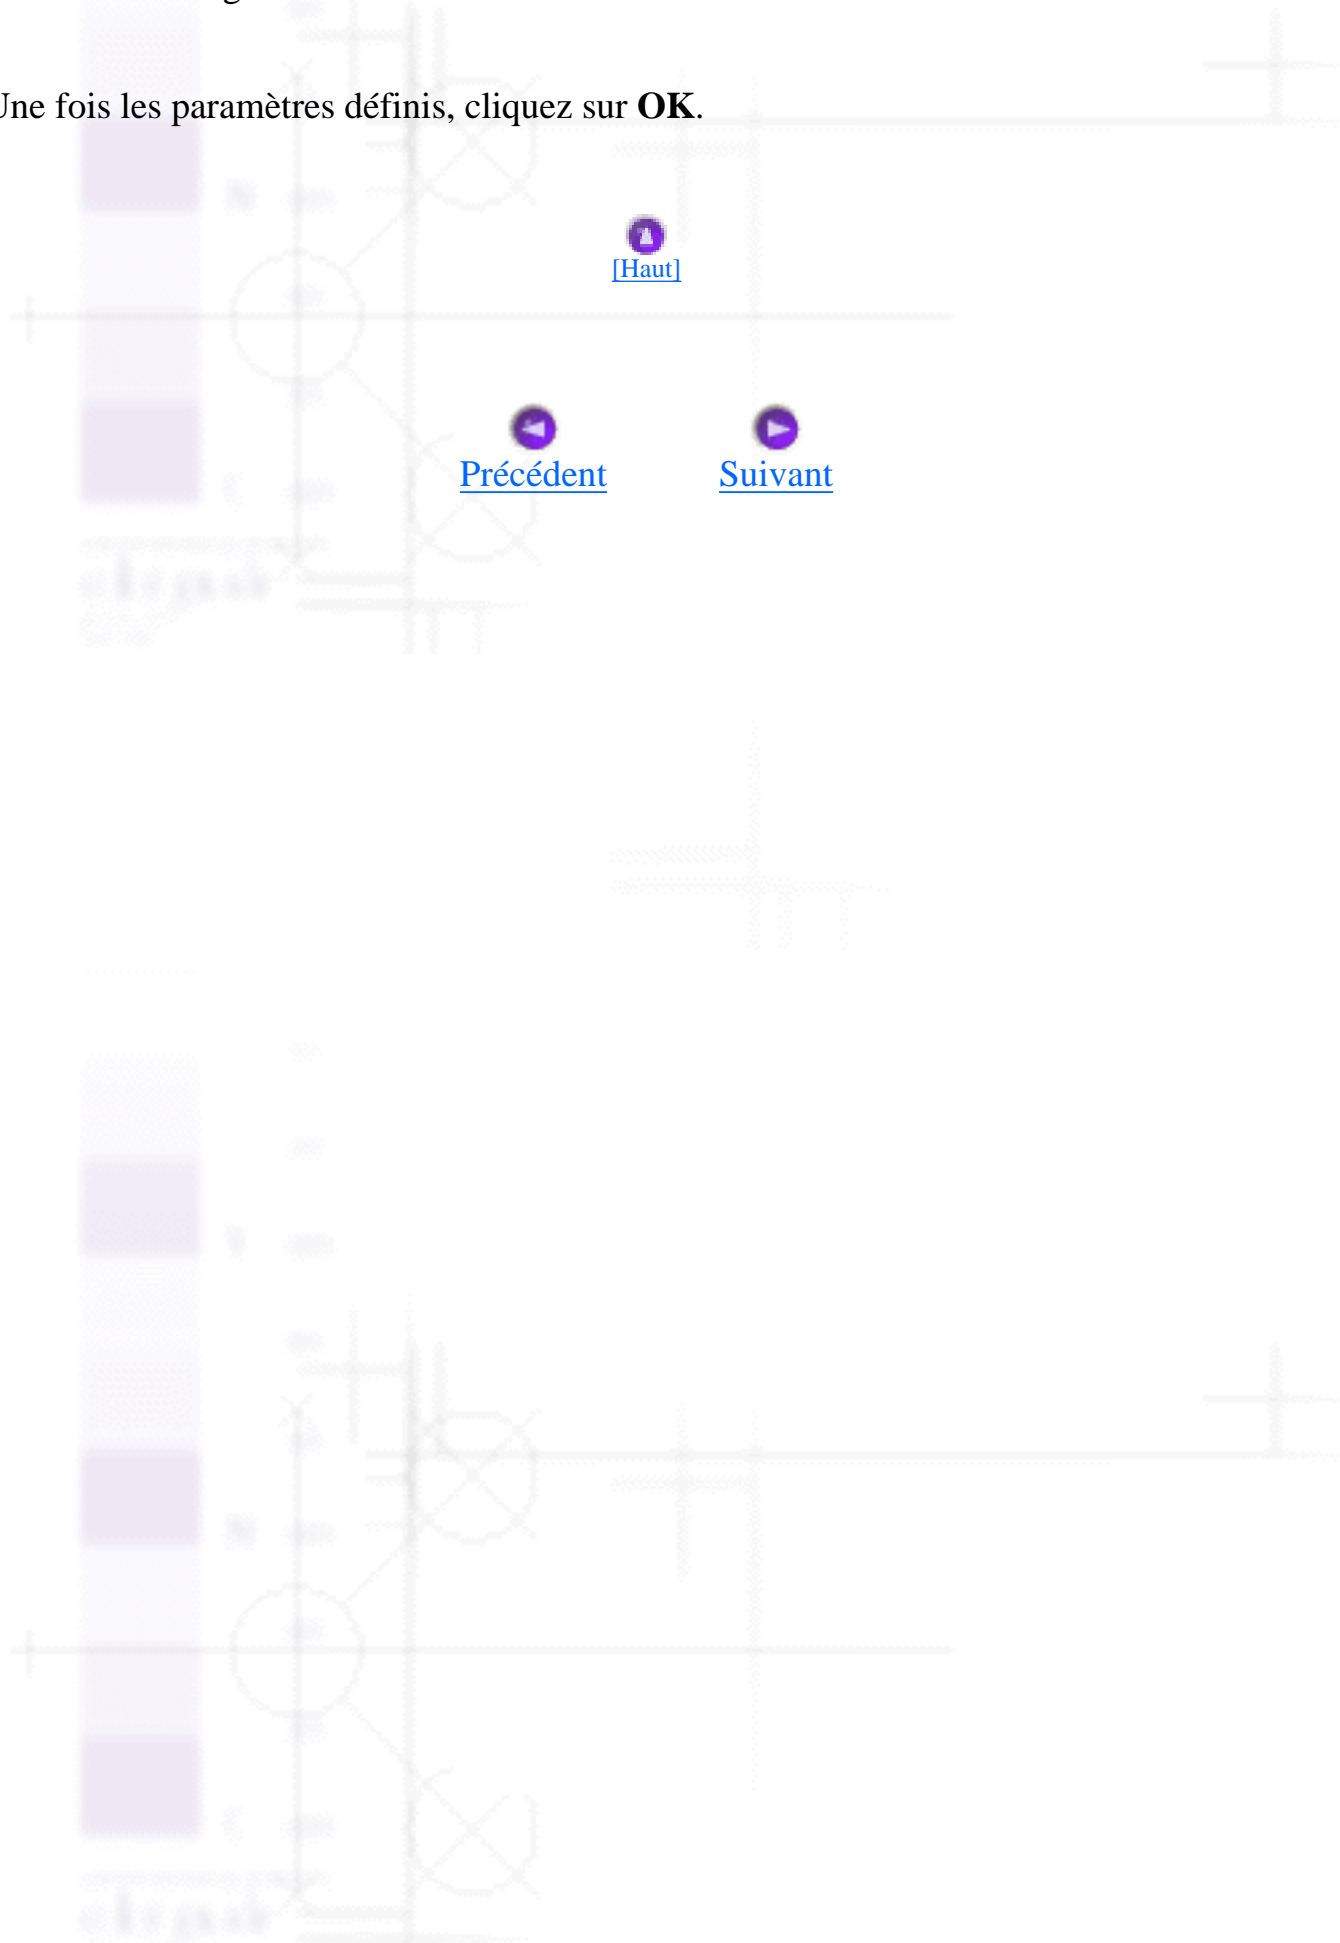 Une fois les paramètres définis, cliquez sur OK.
[Haut]
Précédent Suivant